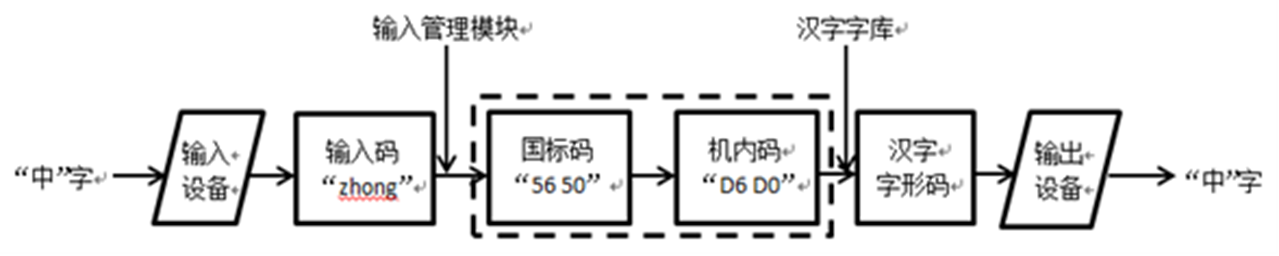 输入管理模块
汉字字库
“中”字
输入
设备
输入码
“zhong”
国标码
“56 50”
机内码
“D6 D0”
汉字
字形码
输出
设备
“中”字